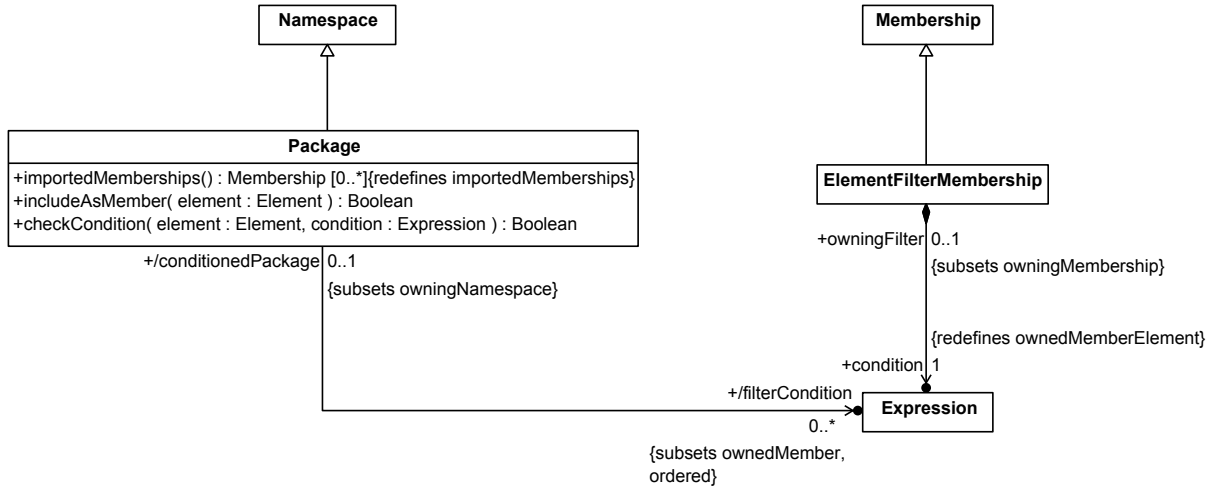 Namespace
Membership
Package
+importedMemberships() : Membership [0..*]{redefines importedMemberships}
+includeAsMember( element : Element ) : Boolean
+checkCondition( element : Element, condition : Expression ) : Boolean
ElementFilterMembership
+/conditionedPackage 0..1
{subsets owningNamespace}
+owningFilter 0..1
{subsets owningMembership}
{redefines ownedMemberElement}
+condition 1
+/filterCondition
0..*
{subsets ownedMember,
ordered}
Expression